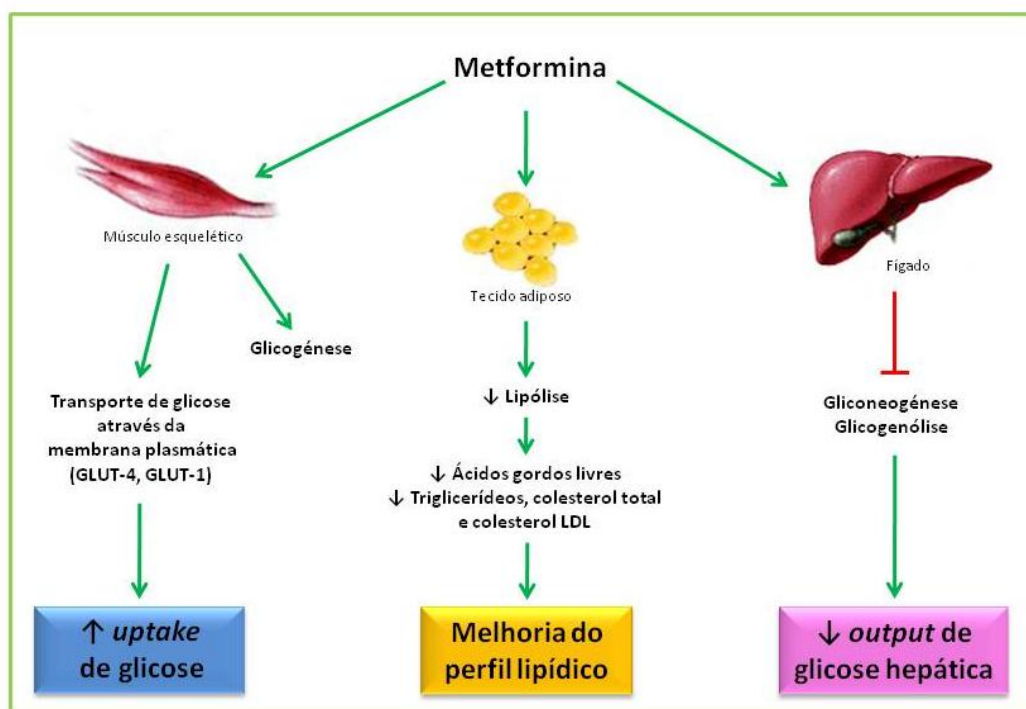 Metformina
Músculo esquelético
Tecido adiposo
Fígado
Glicogénese
Transporte de glicose
através da
membrana plasmática
(GLUT-4, GLUT-1)
↓ Lipólise
↓ Ácidos gordos livres
↓ Triglicerídeos, colesterol total
e colesterol LDL
Gliconeogénese
Glicogenólise
↑ uptake
de glicose
Melhoria do
perfil lipídico
↓ output de
glicose hepática